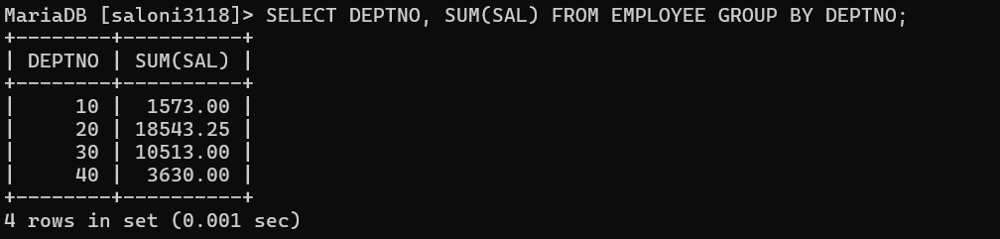 MariaDB [saloni3118]> SELECT DEPTNO, SUM(SAL) FROM EMPLOYEE GROUP BY DEPTNO;
+--------+----------+
| DEPTNO | SUM(SAL) |
+--------+----------+
|     10 |  1573.00 |
|     20 | 18543.25 |
|     30 | 10513.00 |
|     40 |  3630.00 |
+--------+----------+
4 rows in set (0.001 sec)